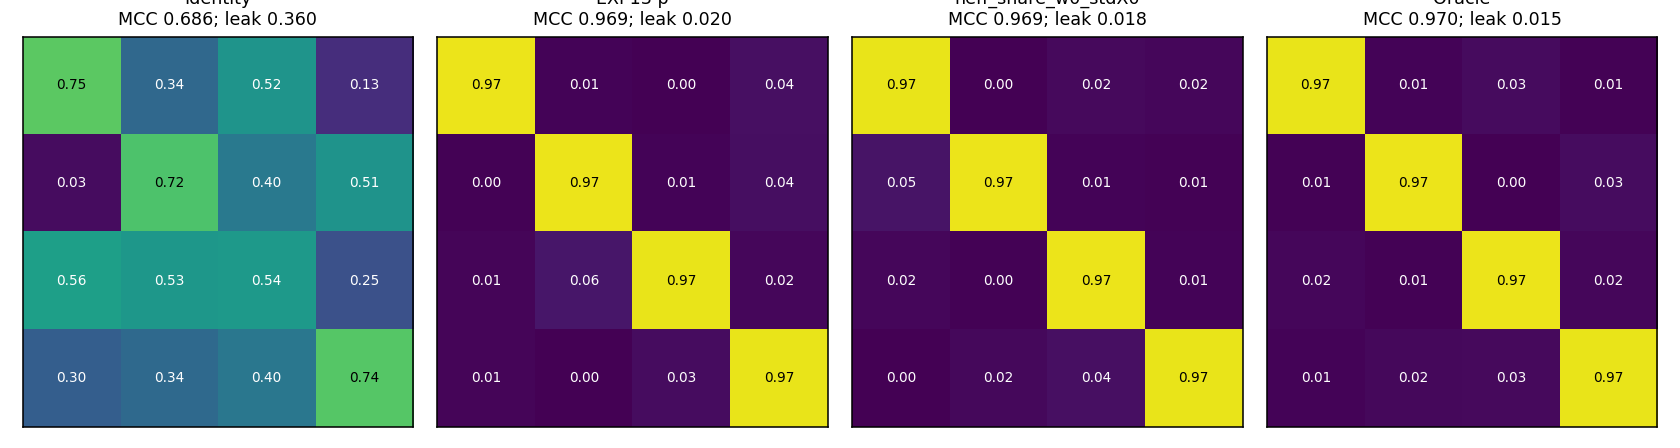 Identity
MCC 0.686; leak 0.360
MCC 0.969; leak 0.020
MCC 0.969; leak 0.018
Oracle
MCC 0.970; leak 0.015
0.75 0.34 0.52 0.13
0.03 0.72 0.40 0.51
0.56 0.53 0.54 0.25
0.30 0.34 0.40 0.74
0.97 0.01 0.00 0.04
0.00 0.97 0.01 0.04
0.01 0.06 0.97 0.02
0.01 0.00 0.03 0.97
0.97 0.00 0.02 0.02
0.05 0.97 0.01 0.01
0.02 0.00 0.97 0.01
0.00 0.02 0.04 0.97
0.97 0.01 0.03 0.01
0.01 0.97 0.00 0.03
0.02 0.01 0.97 0.02
0.01 0.02 0.03 0.97